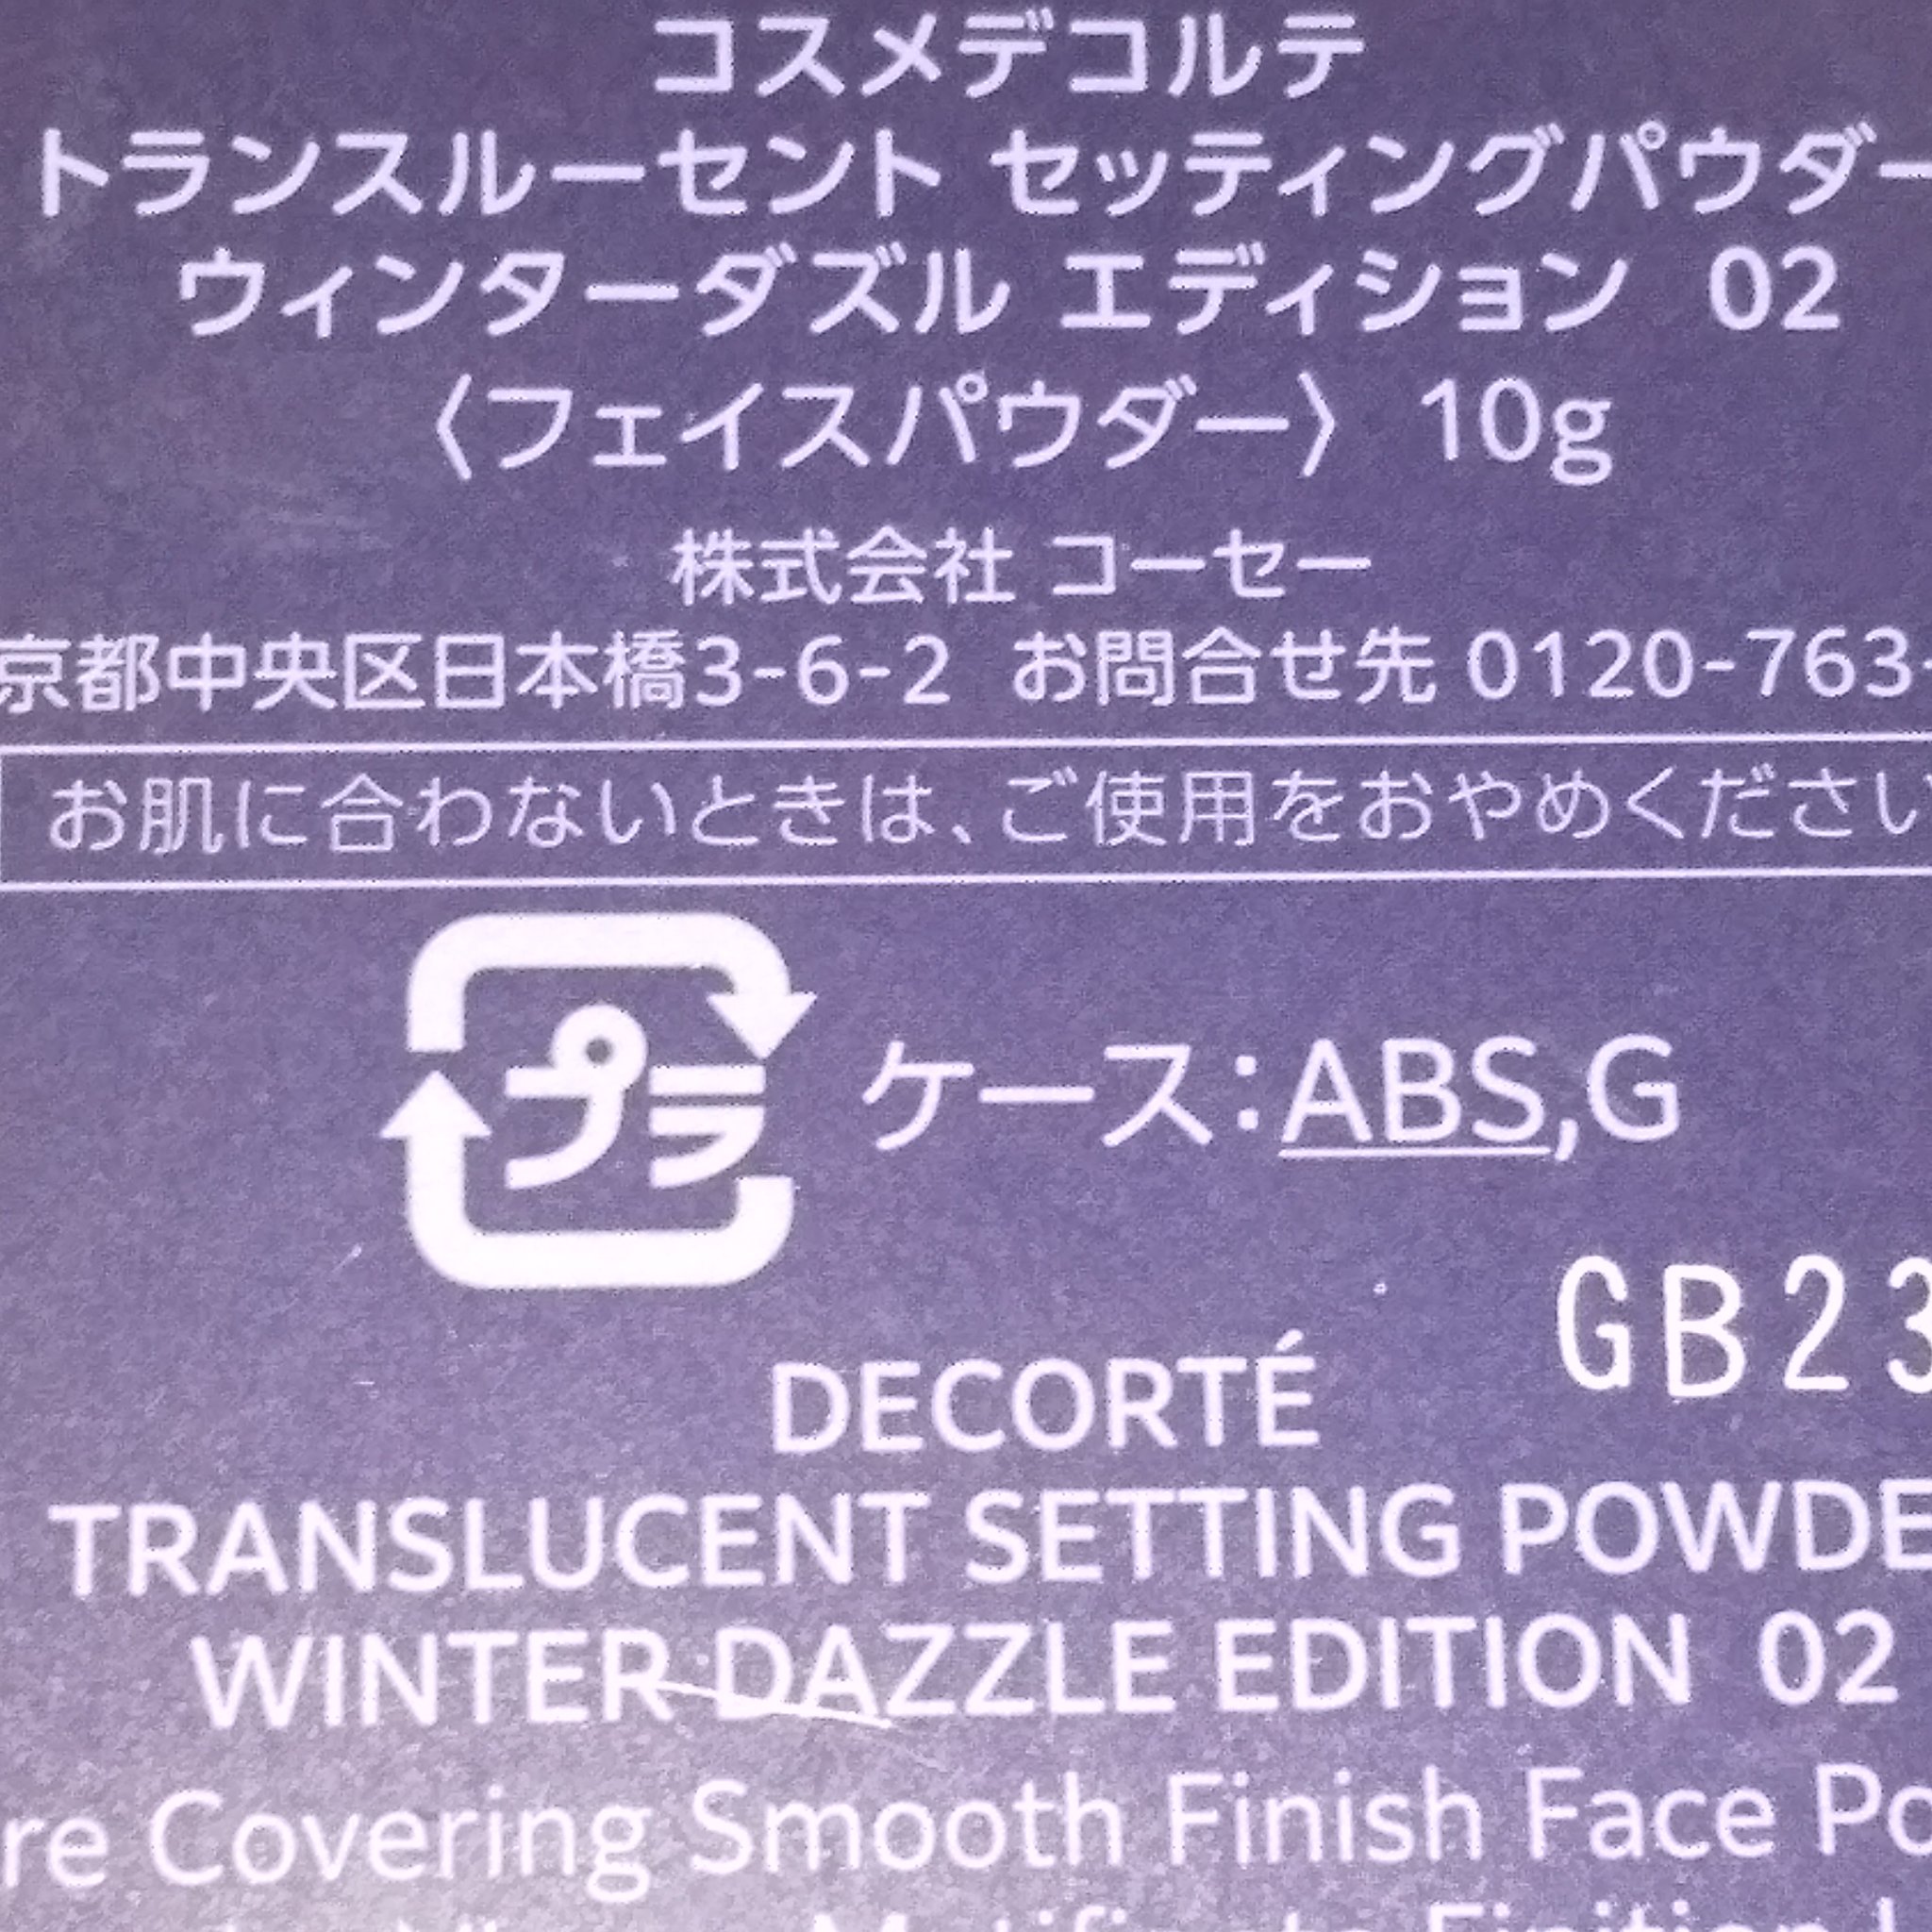 コスメデコルテ
トランスルーセント セッティングパウダー
ウィンターダズル エディション 02
〈フェイスパウダー〉 10g
株式会社 コーセー
京都中央区日本橋3-6-2 お問合せ先 0120-763-
お肌に合わないときは、ご使用をおやめください
プラ ケース：ABS,G
GB23
DECORTÉ
TRANSLUCENT SETTING POWDE
WINTER DAZZLE EDITION 02
re Covering Smooth Finish Face Po